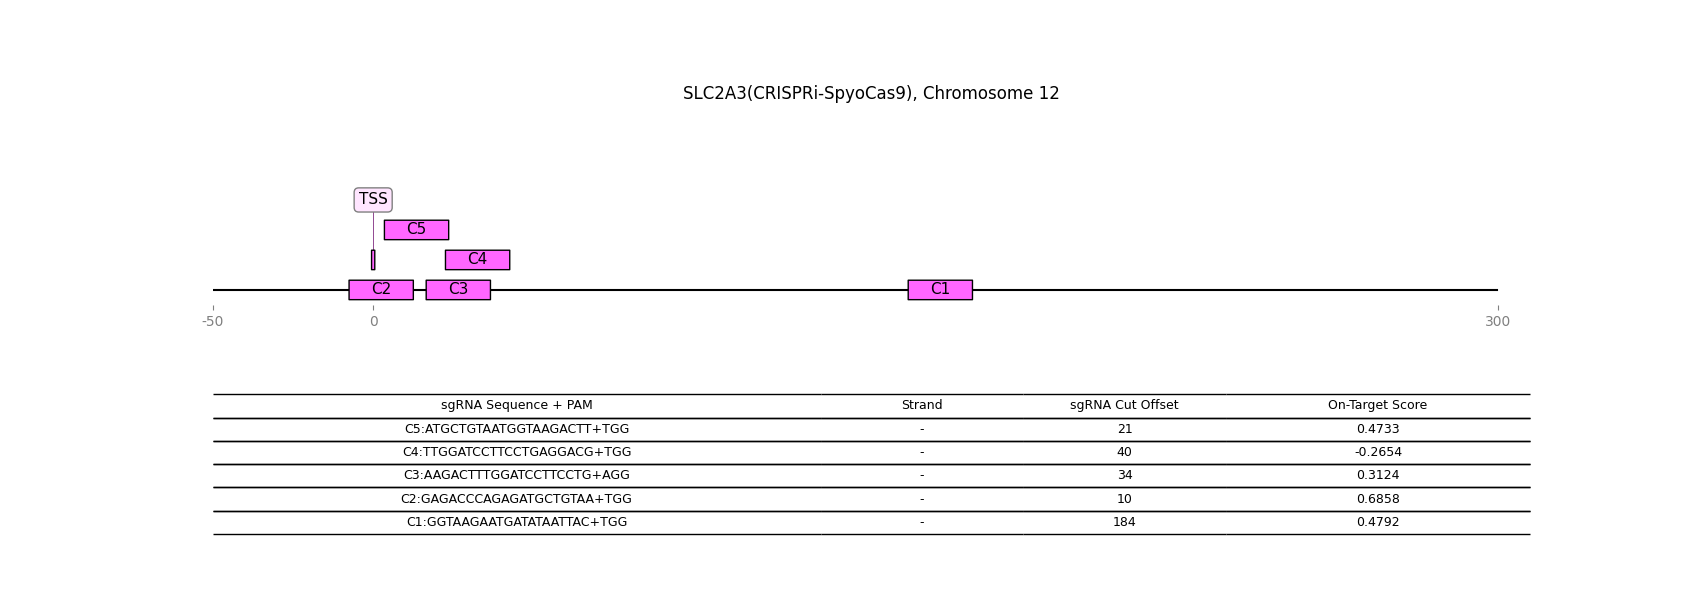 SLC2A3(CRISPRi-SpyoCas9), Chromosome 12
TSS
C5
C4
C2 C3 C1
-50 0 300
sgRNA Sequence + PAM Strand sgRNA Cut Offset On-Target Score
C5:ATGCTGTAATGGTAAGACTT+TGG - 21 0.4733
C4:TTGGATCCTTCCTGAGGACG+TGG - 40 -0.2654
C3:AAGACTTTGGATCCTTCCTG+AGG - 34 0.3124
C2:GAGACCCAGAGATGCTGTAA+TGG - 10 0.6858
C1:GGTAAGAATGATATAATTAC+TGG - 184 0.4792